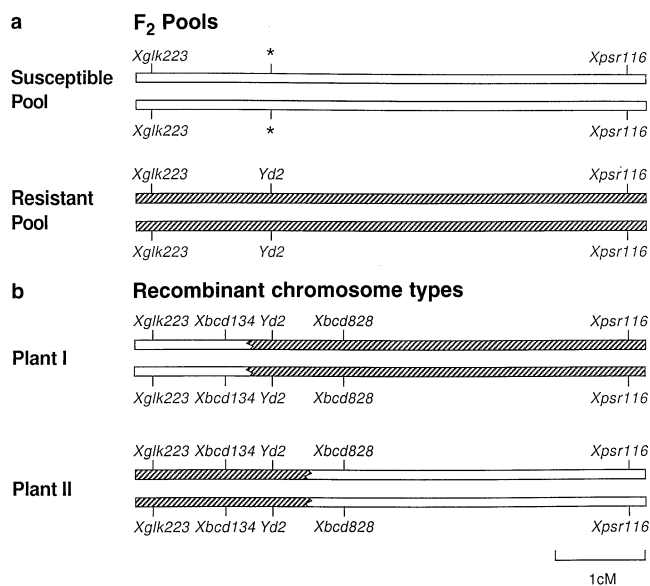 a F₂ Pools
Xglk223 * Xpsr116
Susceptible
Pool
Xglk223 * Xpsr116
Xglk223 Yd2 Xpsr116
Resistant
Pool
Xglk223 Yd2 Xpsr116
b Recombinant chromosome types
Xglk223 Xbcd134 Yd2 Xbcd828 Xpsr116
Plant I
Xglk223 Xbcd134 Yd2 Xbcd828 Xpsr116
Xglk223 Xbcd134 Yd2 Xbcd828 Xpsr116
Plant II
Xglk223 Xbcd134 Yd2 Xbcd828 Xpsr116
1cM